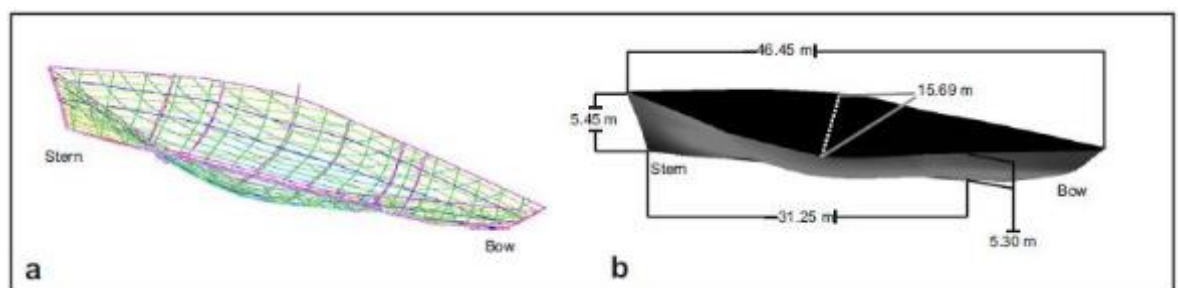 Stern
Bow
a
46.45 m
15.69 m
5.45 m
Stern
Bow
31.25 m
5.30 m
b